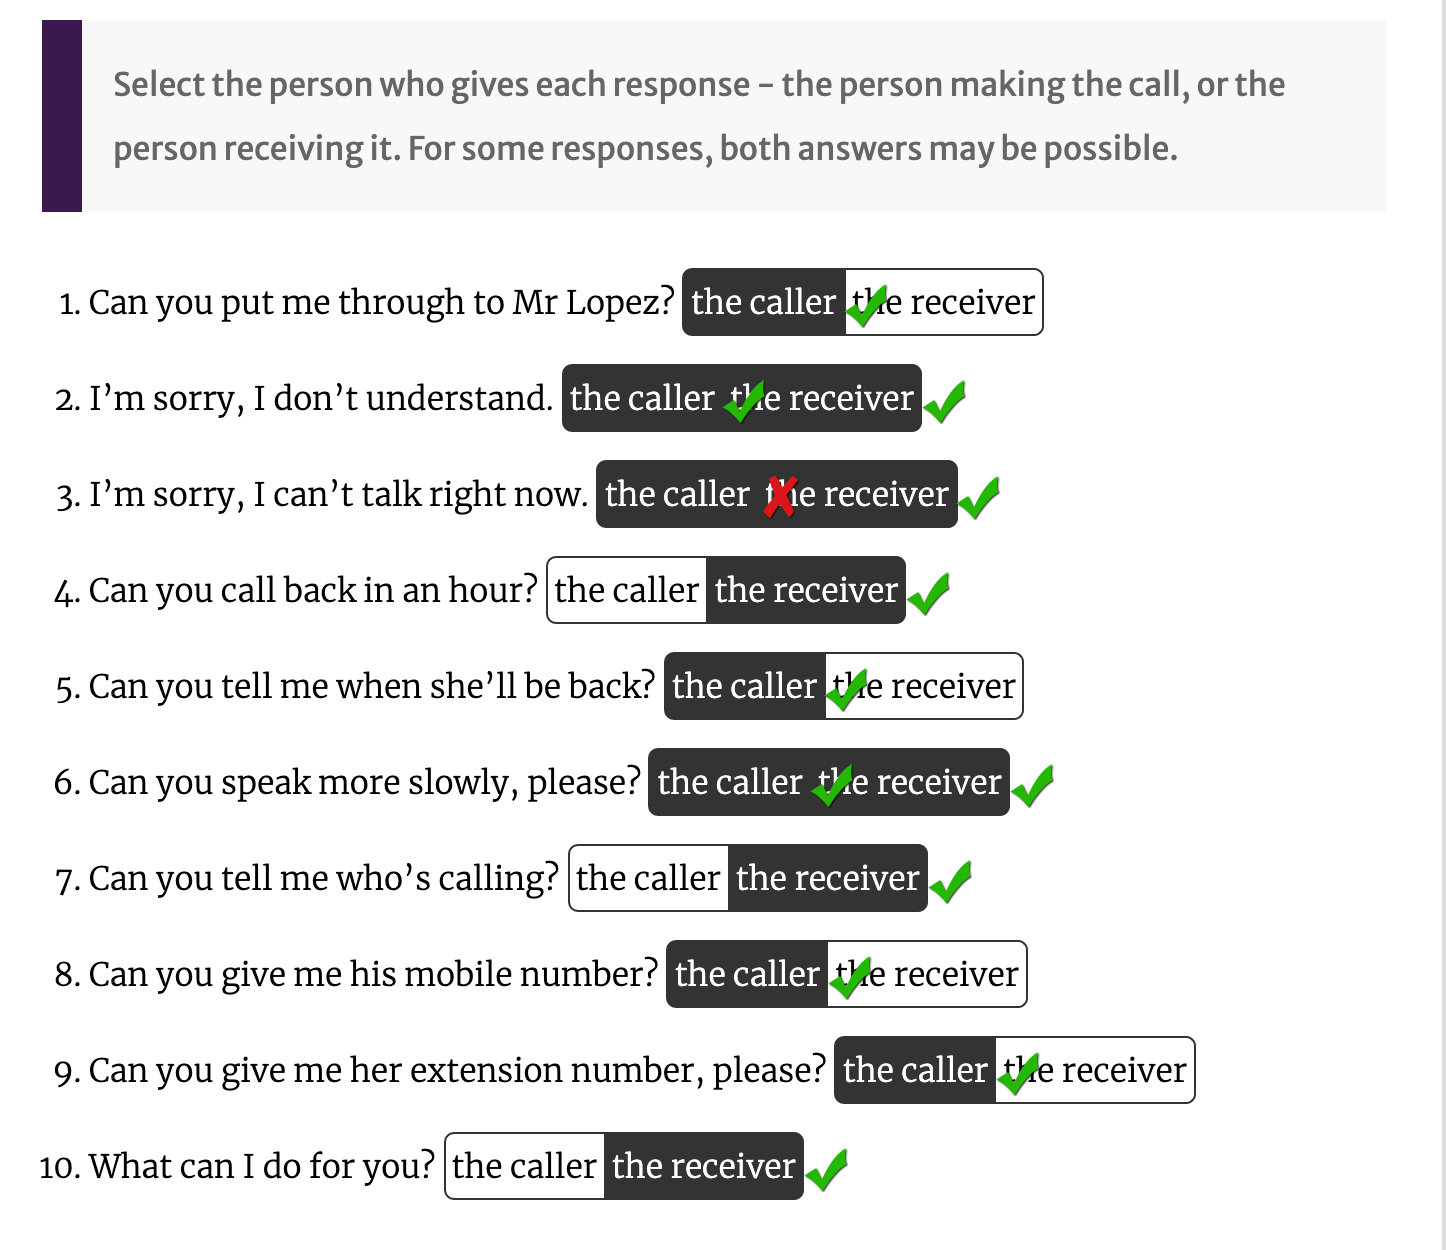 Select the person who gives each response – the person making the call, or the
person receiving it. For some responses, both answers may be possible.
1. Can you put me through to Mr Lopez? the caller the receiver
2. I’m sorry, I don’t understand. the caller the receiver
3. I’m sorry, I can’t talk right now. the caller the receiver
4. Can you call back in an hour? the caller the receiver
5. Can you tell me when she’ll be back? the caller the receiver
6. Can you speak more slowly, please? the caller the receiver
7. Can you tell me who’s calling? the caller the receiver
8. Can you give me his mobile number? the caller the receiver
9. Can you give me her extension number, please? the caller the receiver
10. What can I do for you? the caller the receiver